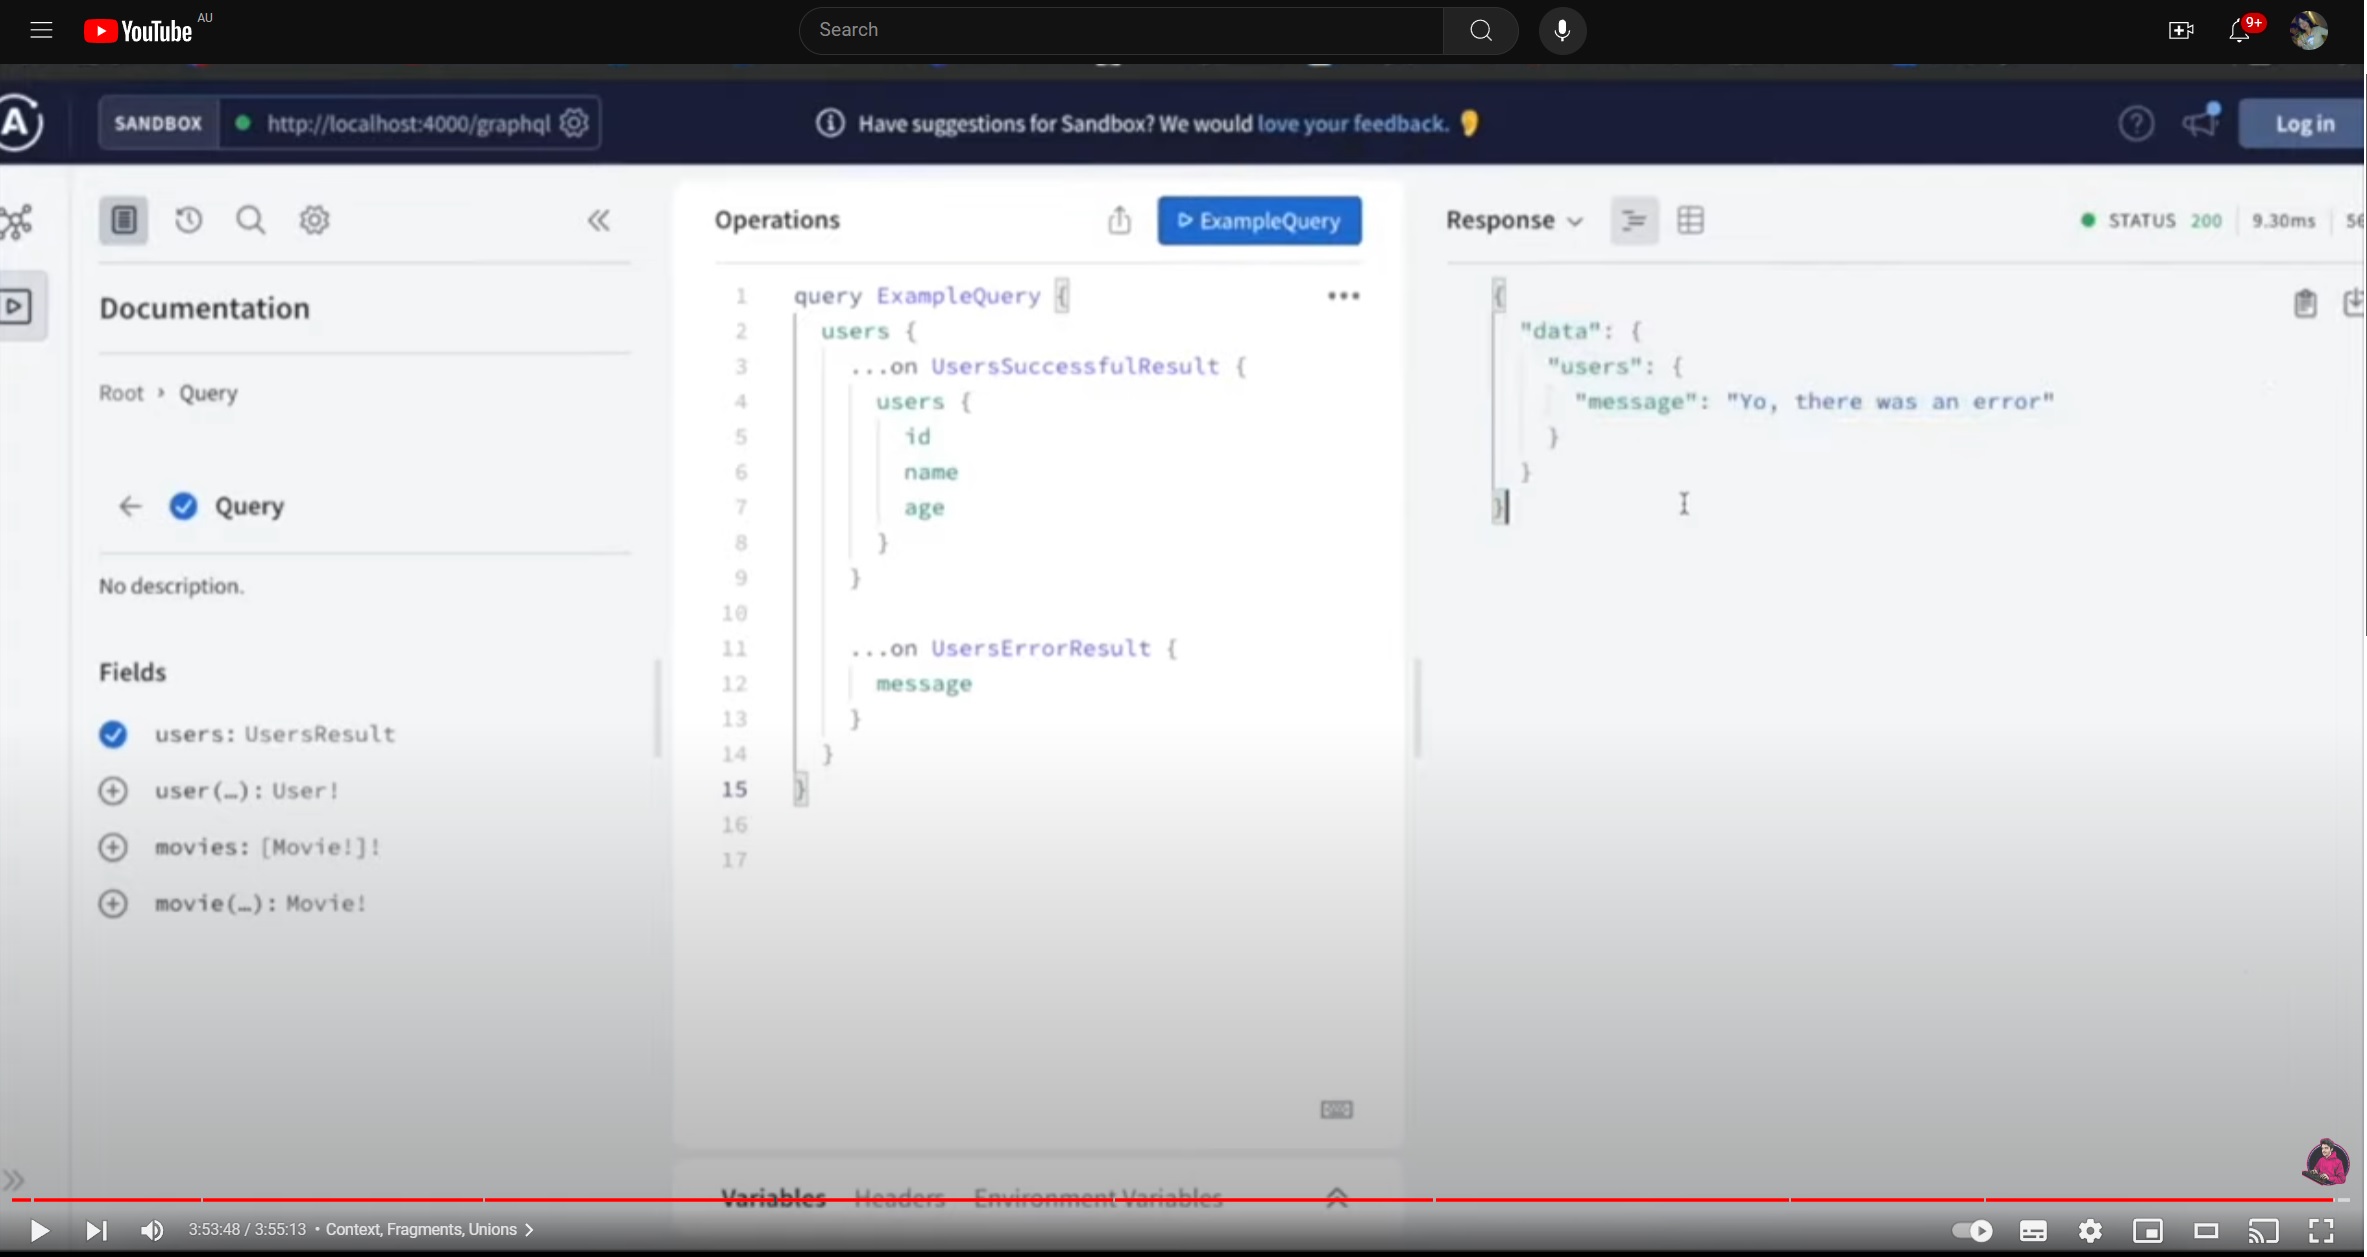 YouTube AU
Search
9+
SANDBOX http://localhost:4000/graphql
Have suggestions for Sandbox? We would love your feedback.
Log in
Documentation
Root › Query
Query
No description.
Fields
users: UsersResult
user(…): User!
movies: [Movie!]!
movie(…): Movie!
Operations
ExampleQuery
1 query ExampleQuery {
2 users {
3 ...on UsersSuccessfulResult {
4 users {
5 id
6 name
7 age
8 }
9 }
10
11 ...on UsersErrorResult {
12 message
13 }
14 }
15 }
16
17
Response
STATUS 200 9.30ms 56
{
"data": {
"users": {
"message": "Yo, there was an error"
}
}
}
Variables Headers Environment Variables
3:53:48 / 3:55:13 • Context, Fragments, Unions